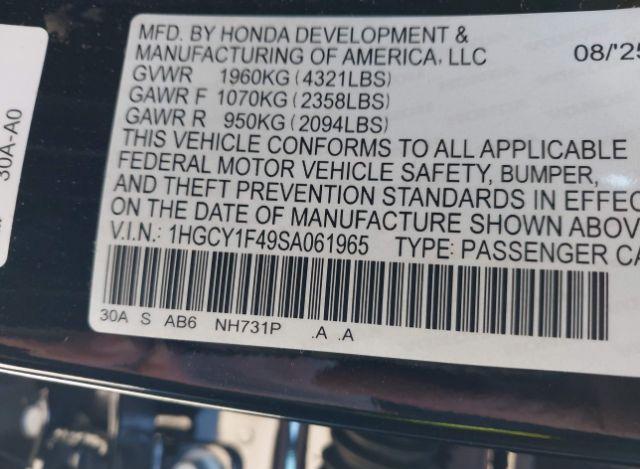 30A-A0
MFD. BY HONDA DEVELOPMENT &
MANUFACTURING OF AMERICA, LLC 08/'25
GVWR 1960KG (4321LBS)
GAWR F 1070KG (2358LBS)
GAWR R 950KG (2094LBS)
THIS VEHICLE CONFORMS TO ALL APPLICABLE
FEDERAL MOTOR VEHICLE SAFETY, BUMPER,
AND THEFT PREVENTION STANDARDS IN EFFEC
ON THE DATE OF MANUFACTURE SHOWN ABOV
V.I.N.: 1HGCY1F49SA061965 TYPE: PASSENGER CA
30A S AB6 NH731P .A .A